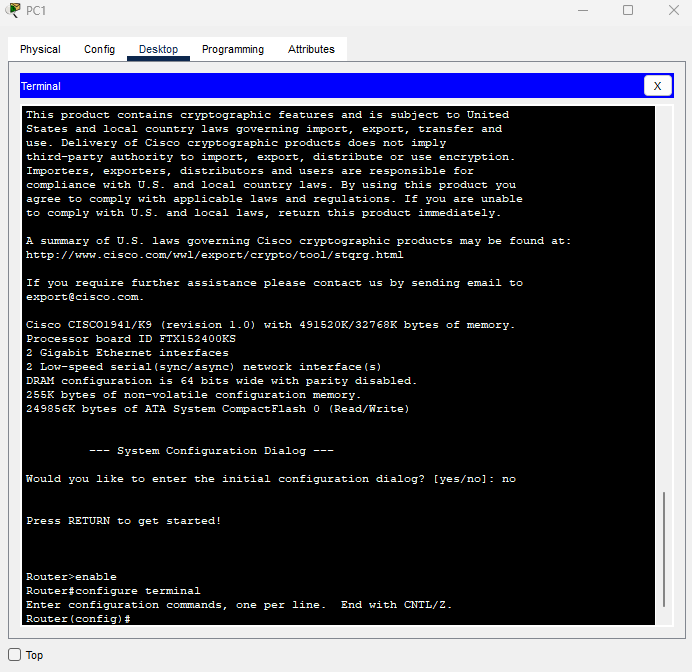 PC1
Physical Config Desktop Programming Attributes
Terminal X
This product contains cryptographic features and is subject to United
States and local country laws governing import, export, transfer and
use. Delivery of Cisco cryptographic products does not imply
third-party authority to import, export, distribute or use encryption.
Importers, exporters, distributors and users are responsible for
compliance with U.S. and local country laws. By using this product you
agree to comply with applicable laws and regulations. If you are unable
to comply with U.S. and local laws, return this product immediately.
A summary of U.S. laws governing Cisco cryptographic products may be found at:
http://www.cisco.com/wwl/export/crypto/tool/stqrg.html
If you require further assistance please contact us by sending email to
export@cisco.com.
Cisco CISCO1941/K9 (revision 1.0) with 491520K/32768K bytes of memory.
Processor board ID FTX152400KS
2 Gigabit Ethernet interfaces
2 Low-speed serial(sync/async) network interface(s)
DRAM configuration is 64 bits wide with parity disabled.
255K bytes of non-volatile configuration memory.
249856K bytes of ATA System CompactFlash 0 (Read/Write)
--- System Configuration Dialog ---
Would you like to enter the initial configuration dialog? [yes/no]: no
Press RETURN to get started!
Router>enable
Router#configure terminal
Enter configuration commands, one per line.  End with CNTL/Z.
Router(config)#
Top